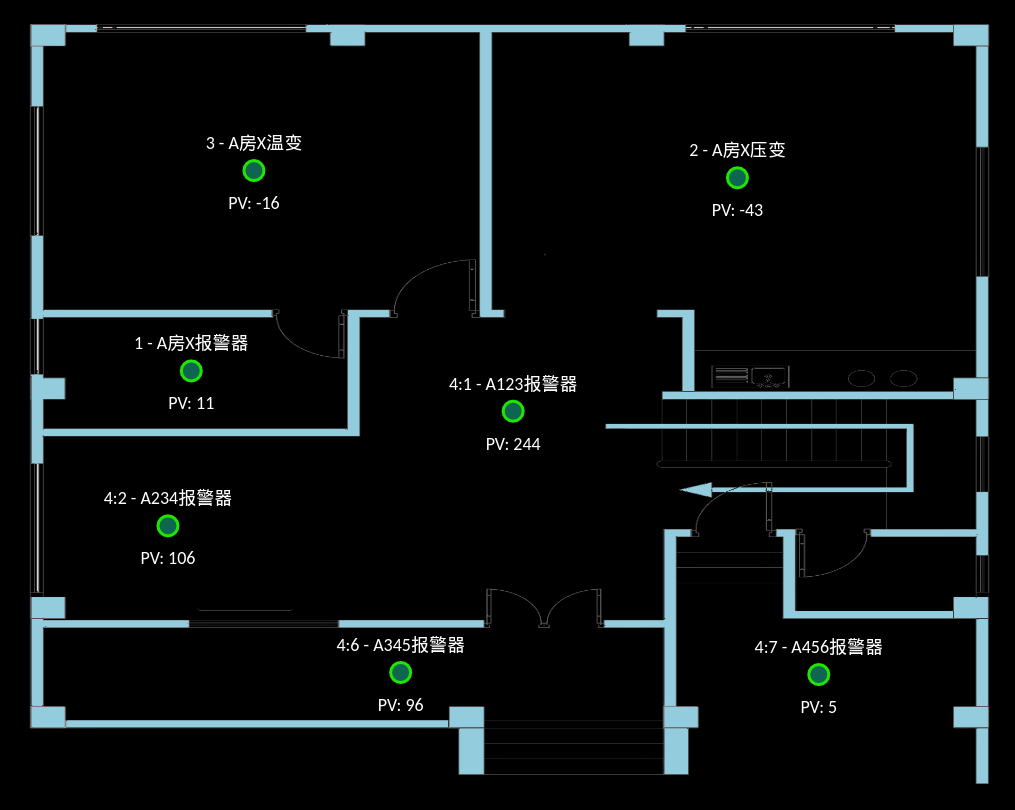 3 - A房X温变
PV: -16
2 - A房X压变
PV: -43
1 - A房X报警器
PV: 11
4:1 - A123报警器
PV: 244
4:2 - A234报警器
PV: 106
4:6 - A345报警器
PV: 96
4:7 - A456报警器
PV: 5